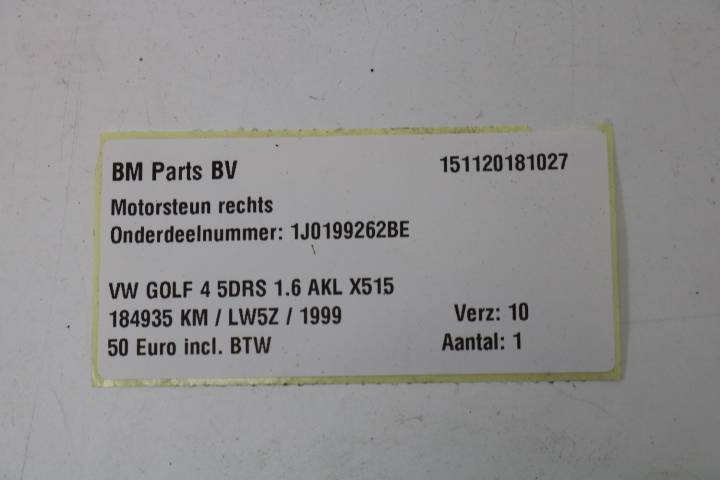 BM Parts BV 151120181027
Motorsteun rechts
Onderdeelnummer: 1J0199262BE
VW GOLF 4 5DRS 1.6 AKL X515
184935 KM / LW5Z / 1999 Verz: 10
50 Euro incl. BTW Aantal: 1